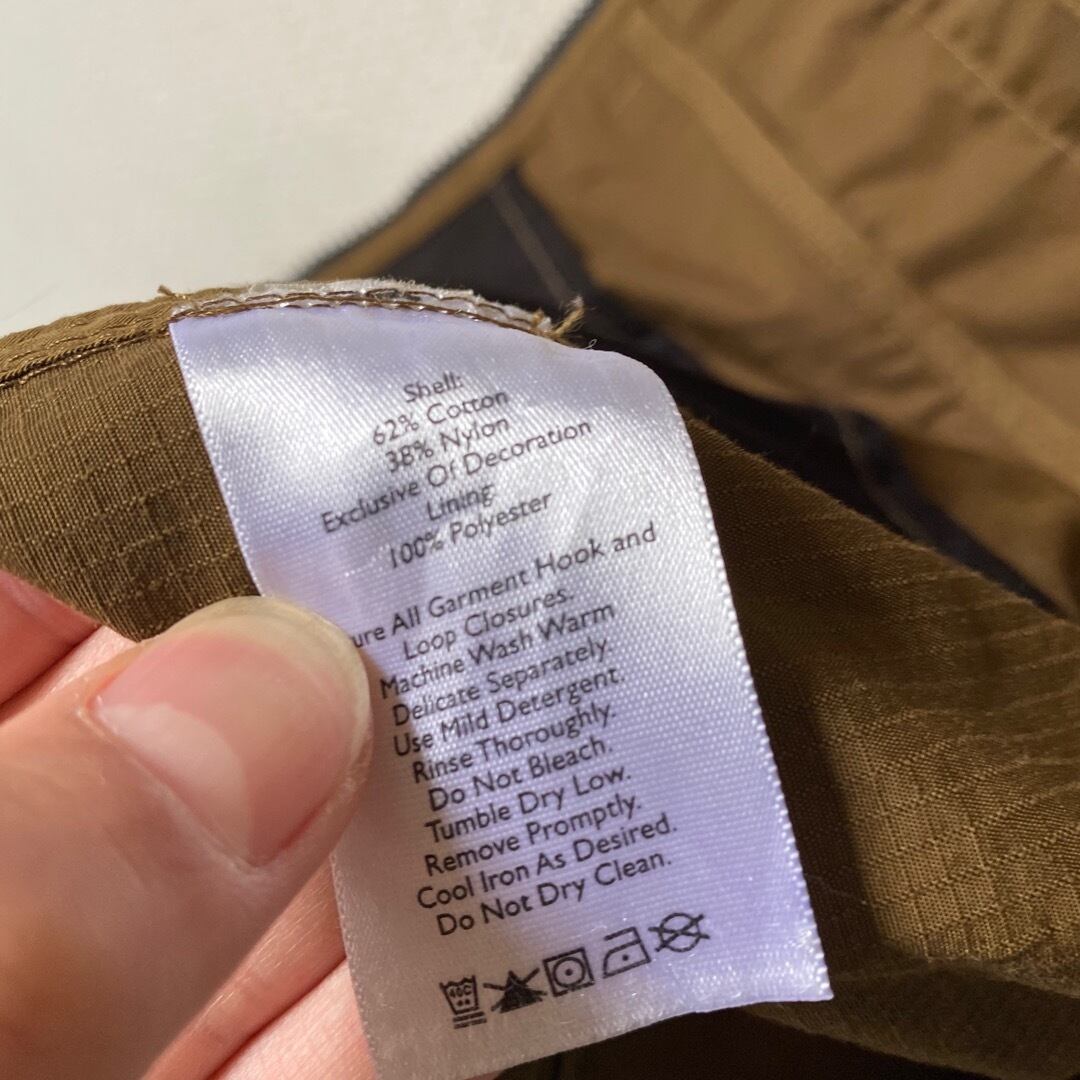 Shell:
62% Cotton
38% Nylon
Exclusive Of Decoration
Lining:
100% Polyester
ure All Garment Hook and
Loop Closures.
Machine Wash Warm
Delicate Separately.
Use Mild Detergent.
Rinse Thoroughly.
Do Not Bleach.
Tumble Dry Low.
Remove Promptly.
Cool Iron As Desired.
Do Not Dry Clean.
40C